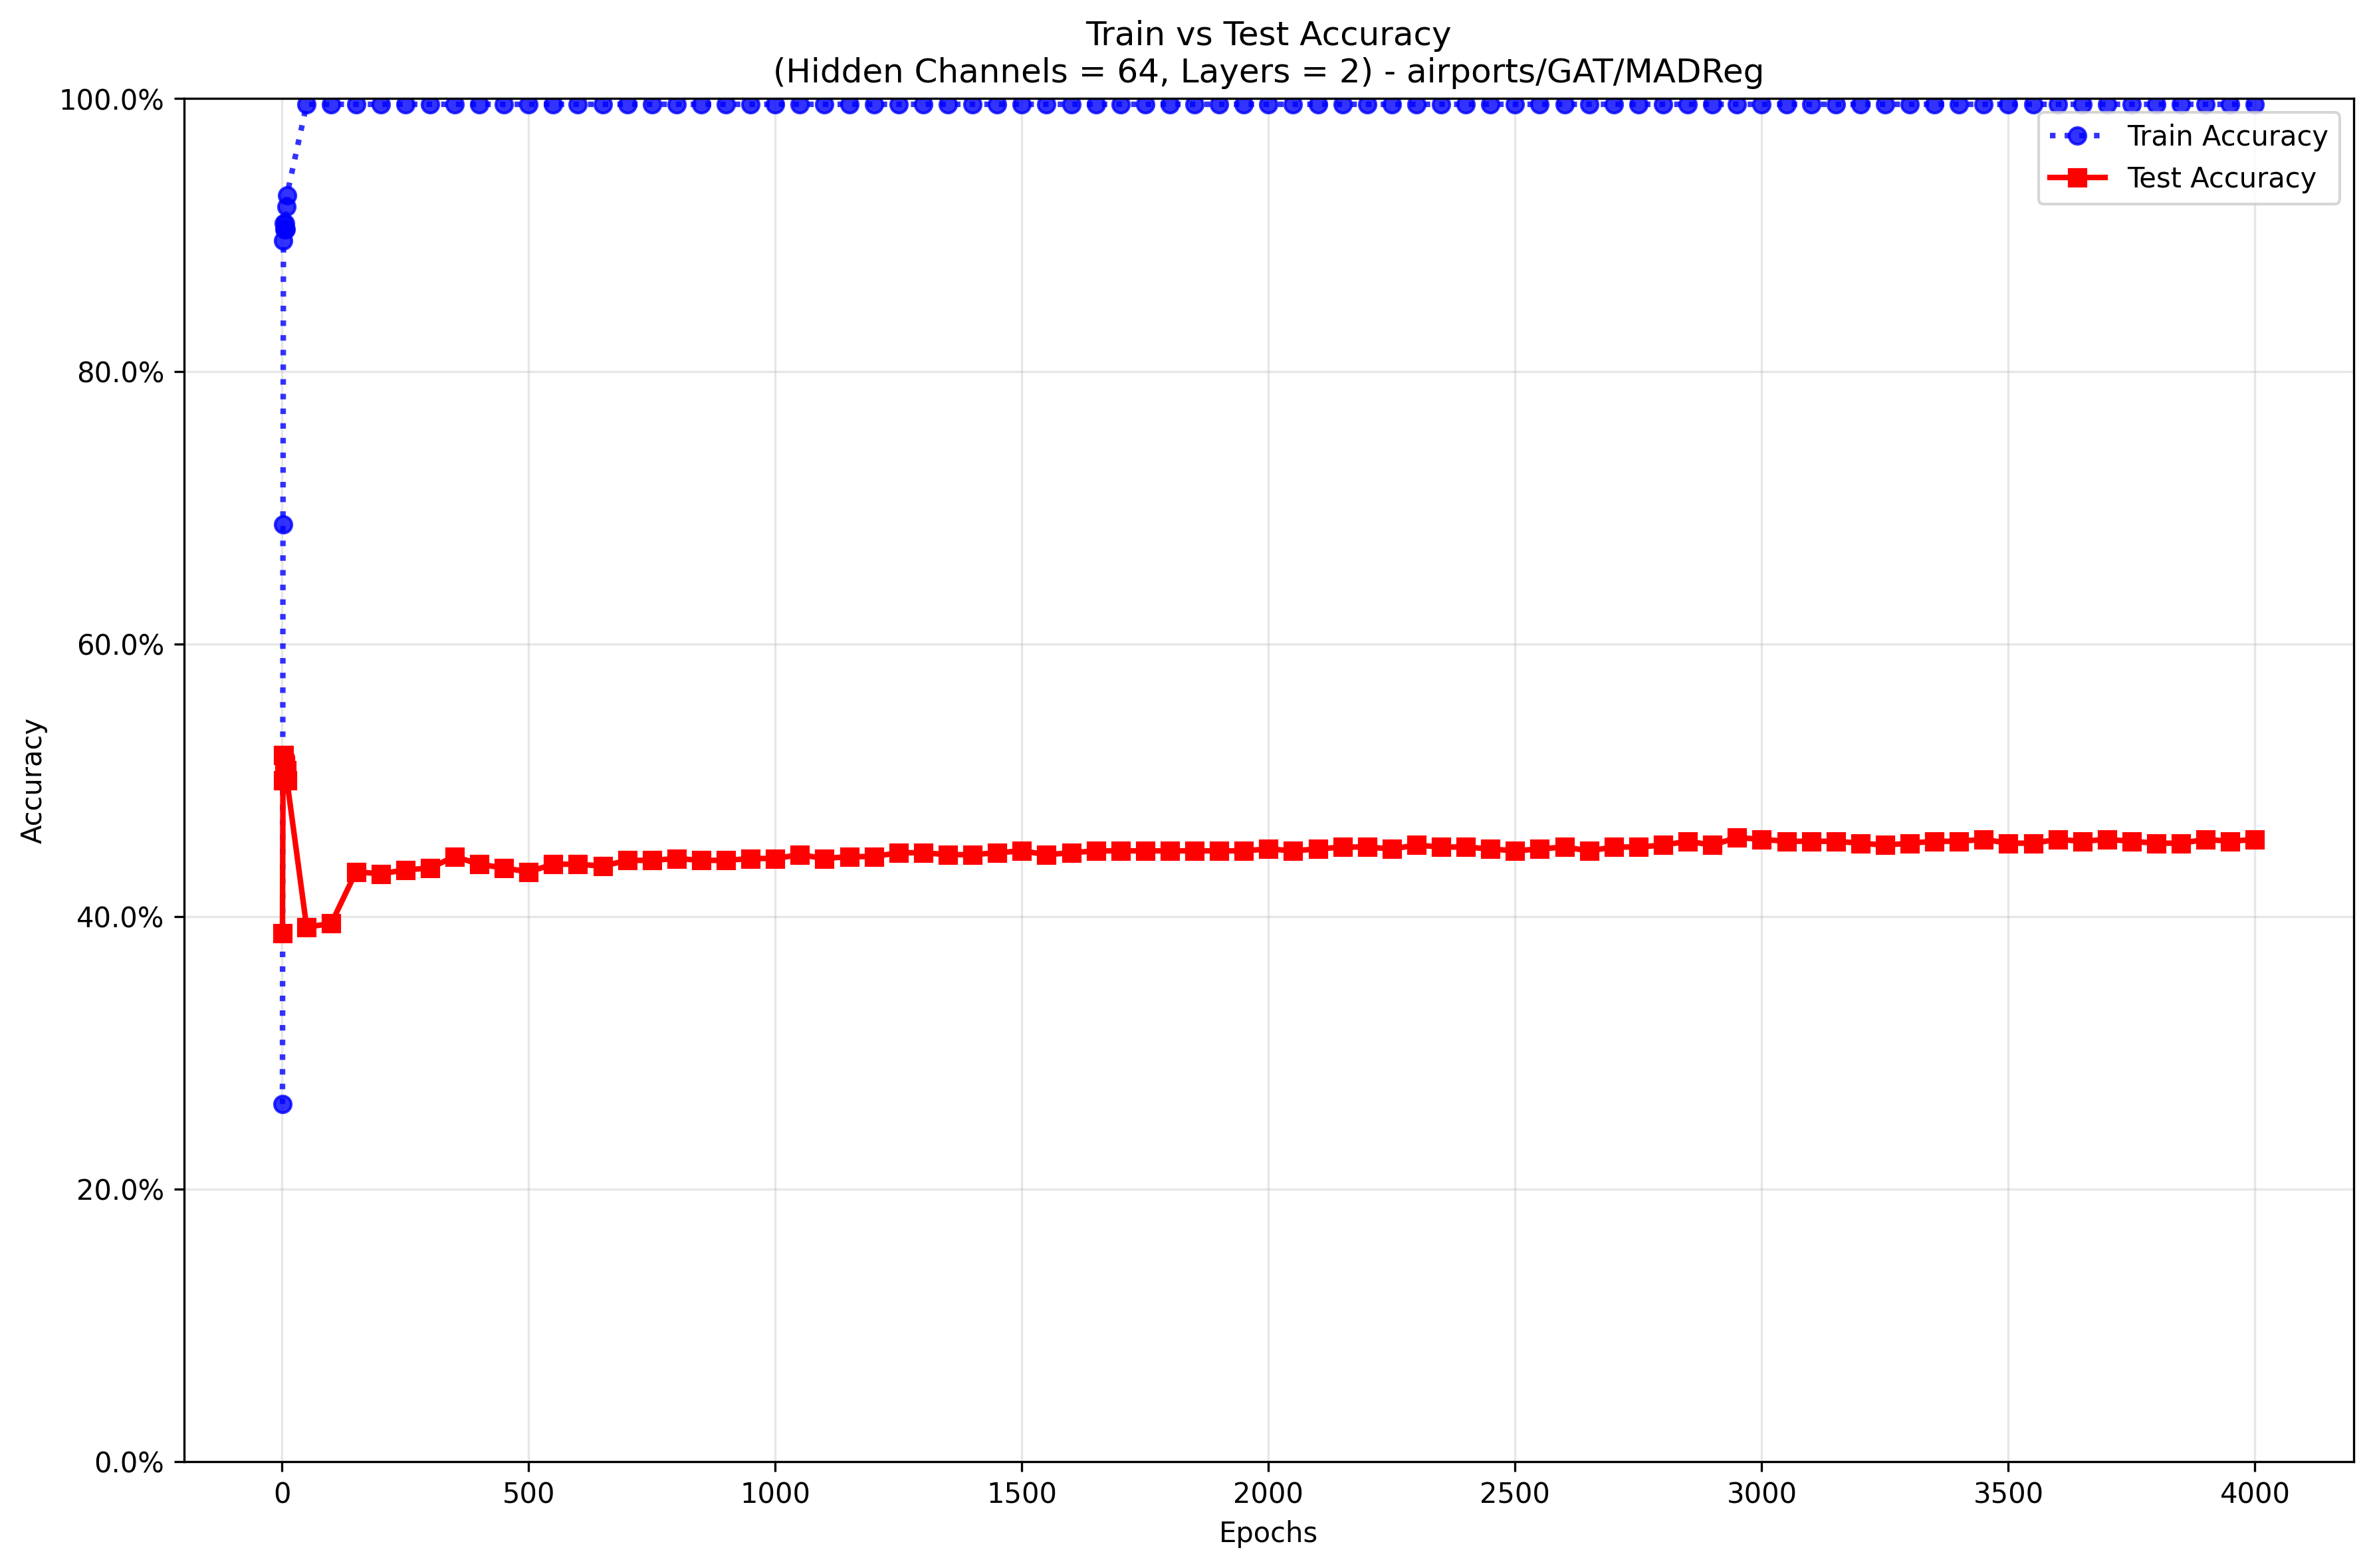 Train vs Test Accuracy
(Hidden Channels = 64, Layers = 2) - airports/GAT/MADReg
100.0%
80.0%
60.0%
40.0%
20.0%
0.0%
Accuracy
Train Accuracy
Test Accuracy
0 500 1000 1500 2000 2500 3000 3500 4000
Epochs